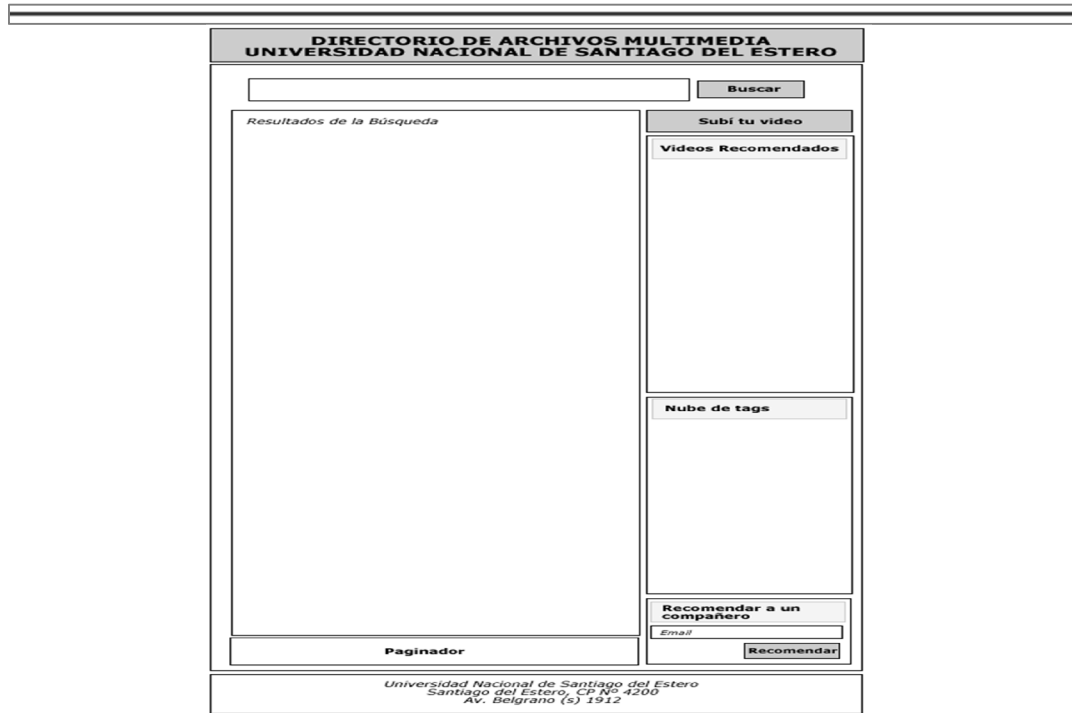 DIRECTORIO DE ARCHIVOS MULTIMEDIA
UNIVERSIDAD NACIONAL DE SANTIAGO DEL ESTERO
Buscar
Resultados de la Búsqueda
Subí tu video
Videos Recomendados
Nube de tags
Recomendar a un
compañero
Email
Recomendar
Paginador
Universidad Nacional de Santiago del Estero
Santiago del Estero, CP Nº 4200
Av. Belgrano (s) 1912